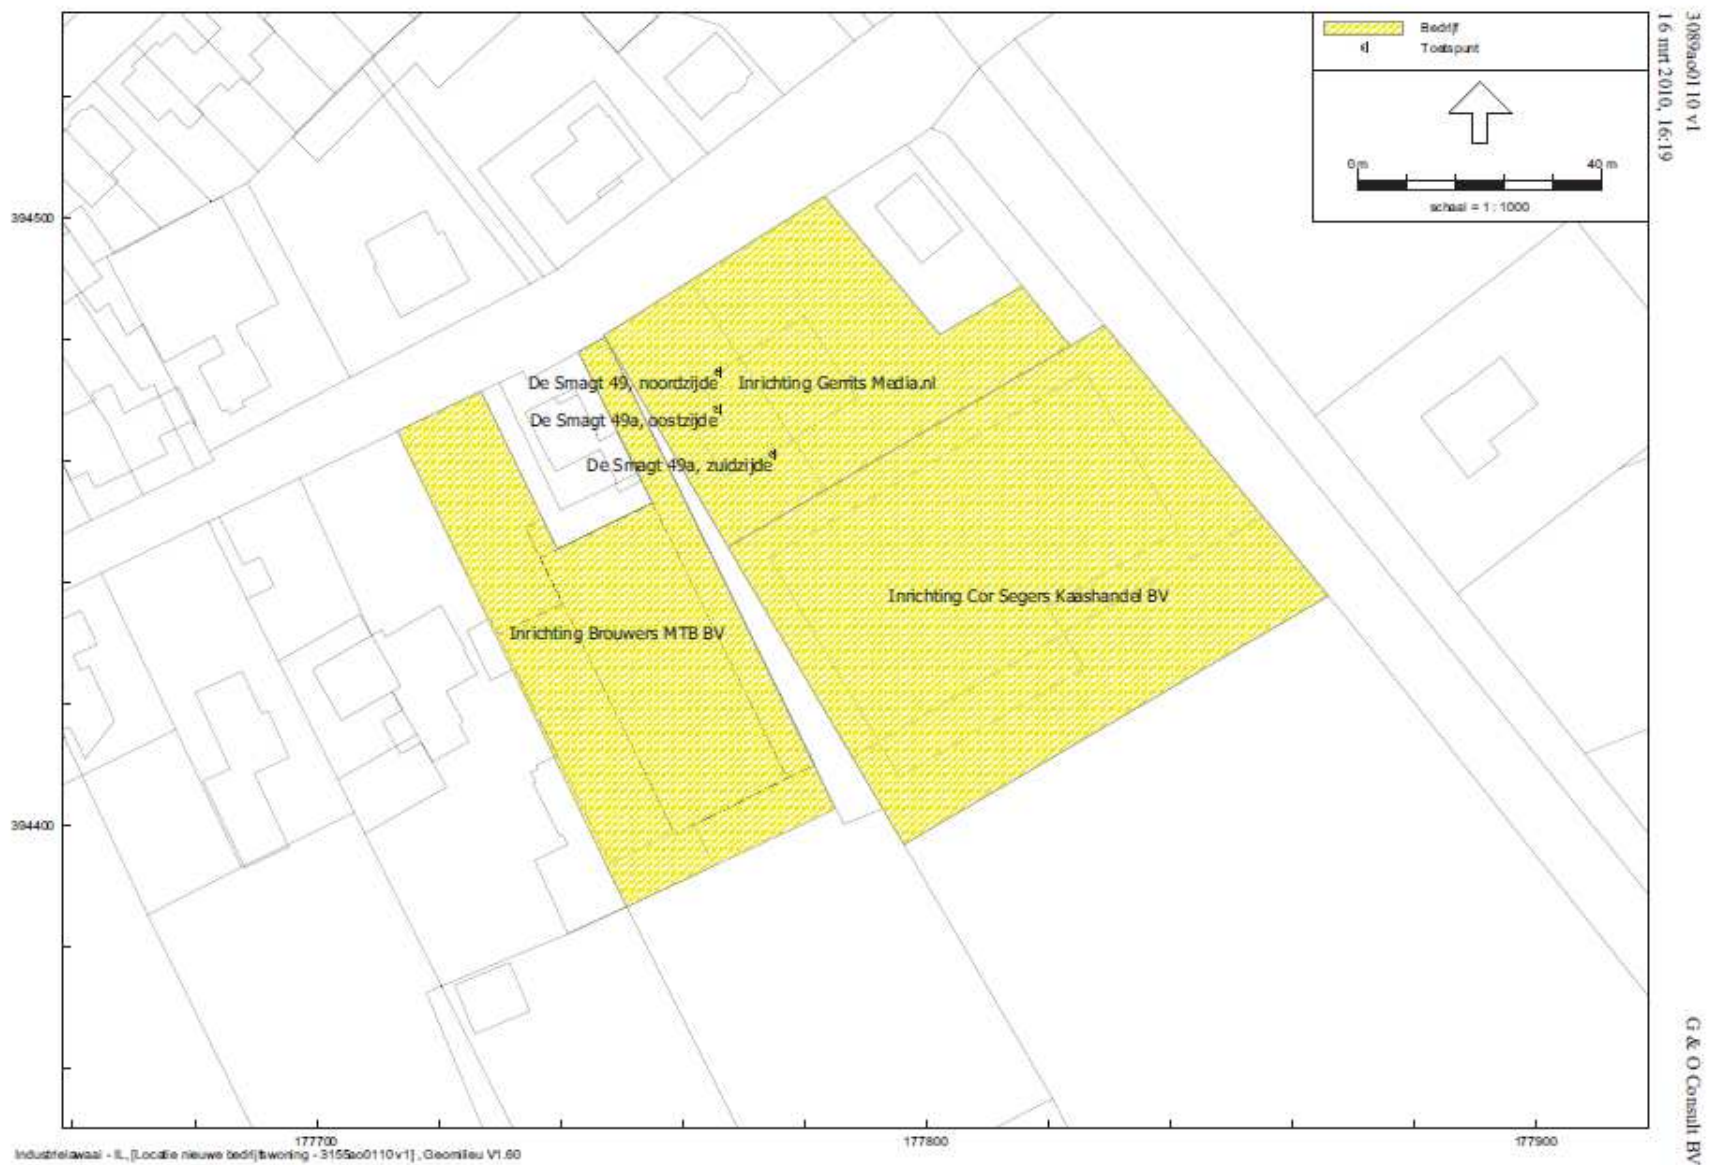 Bedrijf
Toetspunt
0 m 40 m
schaal = 1 : 1000
3089ao0110 v1
16 mrt 2010, 16:19
394500
De Smagt 49, noordzijde
Inrichting Gerrits Media.nl
De Smagt 49a, oostzijde
De Smagt 49a, zuidzijde
Inrichting Cor Segers Kaashandel BV
Inrichting Brouwers MTB BV
394400
G & O Consult BV
177700 177800 177900
Industrielawaai - IL, [Locatie nieuwe bedrijfswoning - 3155ao0110 v1] , Geomilieu V1.60